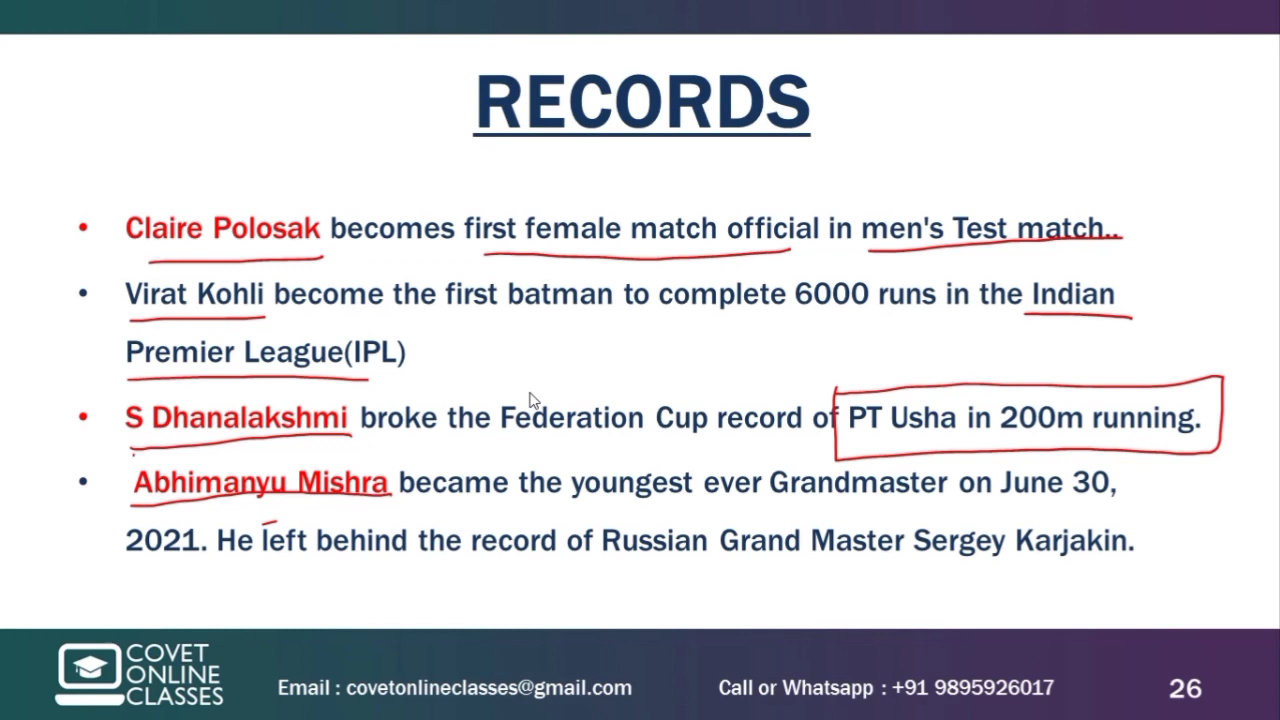 RECORDS
• Claire Polosak becomes first female match official in men's Test match..
• Virat Kohli become the first batman to complete 6000 runs in the Indian
Premier League(IPL)
• S Dhanalakshmi broke the Federation Cup record of PT Usha in 200m running.
• Abhimanyu Mishra became the youngest ever Grandmaster on June 30,
2021. He left behind the record of Russian Grand Master Sergey Karjakin.
COVET
ONLINE
CLASSES
Email : covetonlineclasses@gmail.com
Call or Whatsapp : +91 9895926017
26